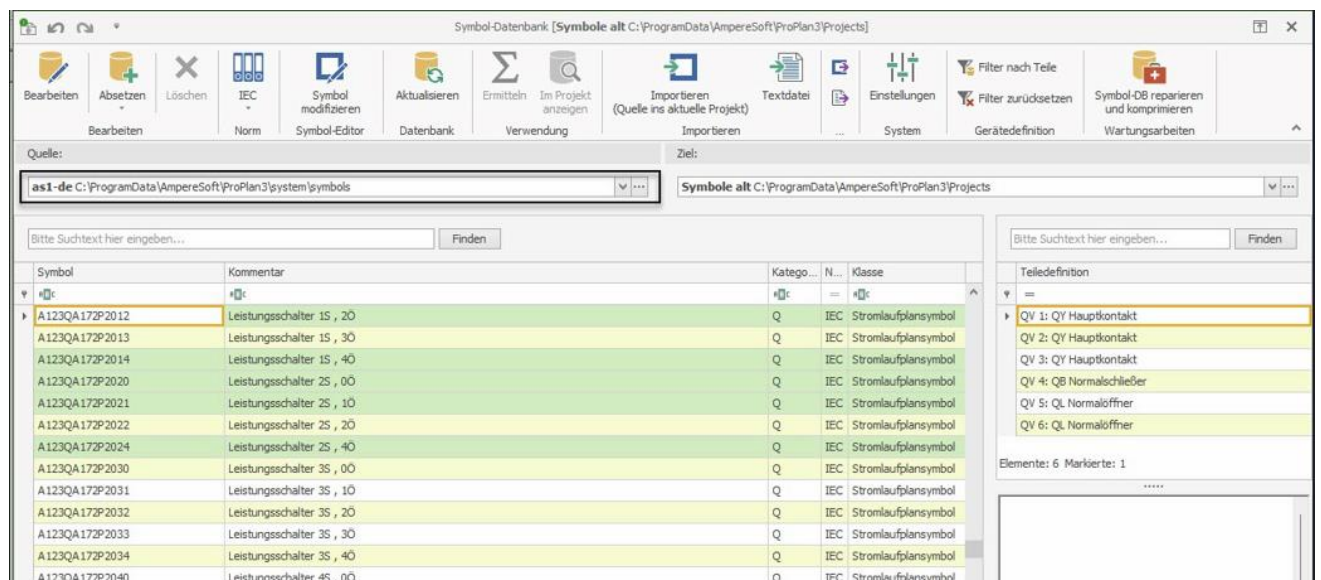 Symbol-Datenbank [Symbole alt C:\ProgramData\AmpereSoft\ProPlan3\Projects]
Bearbeiten
Absetzen
Löschen
IEC
Symbol
modifizieren
Aktualisieren
Ermitteln
Im Projekt
anzeigen
Importieren
(Quelle ins aktuelle Projekt)
Textdatei
Einstellungen
Filter nach Teile
Filter zurücksetzen
Symbol-DB reparieren
und komprimieren
Bearbeiten Norm Symbol-Editor Datenbank Verwendung Importieren ... System Gerätedefinition Wartungsarbeiten
Quelle: Ziel:
as1-de C:\ProgramData\AmpereSoft\ProPlan3\system\symbols
Symbole alt C:\ProgramData\AmpereSoft\ProPlan3\Projects
Bitte Suchtext hier eingeben... Finden
Bitte Suchtext hier eingeben... Finden
Symbol Kommentar Katego... N... Klasse
A123QA172P2012 Leistungsschalter 1S , 2Ö Q IEC Stromlaufplansymbol
A123QA172P2013 Leistungsschalter 1S , 3Ö Q IEC Stromlaufplansymbol
A123QA172P2014 Leistungsschalter 1S , 4Ö Q IEC Stromlaufplansymbol
A123QA172P2020 Leistungsschalter 2S , 0Ö Q IEC Stromlaufplansymbol
A123QA172P2021 Leistungsschalter 2S , 1Ö Q IEC Stromlaufplansymbol
A123QA172P2022 Leistungsschalter 2S , 2Ö Q IEC Stromlaufplansymbol
A123QA172P2024 Leistungsschalter 2S , 4Ö Q IEC Stromlaufplansymbol
A123QA172P2030 Leistungsschalter 3S , 0Ö Q IEC Stromlaufplansymbol
A123QA172P2031 Leistungsschalter 3S , 1Ö Q IEC Stromlaufplansymbol
A123QA172P2032 Leistungsschalter 3S , 2Ö Q IEC Stromlaufplansymbol
A123QA172P2033 Leistungsschalter 3S , 3Ö Q IEC Stromlaufplansymbol
A123QA172P2034 Leistungsschalter 3S , 4Ö Q IEC Stromlaufplansymbol
A123QA172P2040 Leistungsschalter 4S , 0Ö Q IEC Stromlaufplansymbol
Teiledefinition
=
QV 1: QY Hauptkontakt
QV 2: QY Hauptkontakt
QV 3: QY Hauptkontakt
QV 4: QB Normalschließer
QV 5: QL Normalöffner
QV 6: QL Normalöffner
Elemente: 6 Markierte: 1